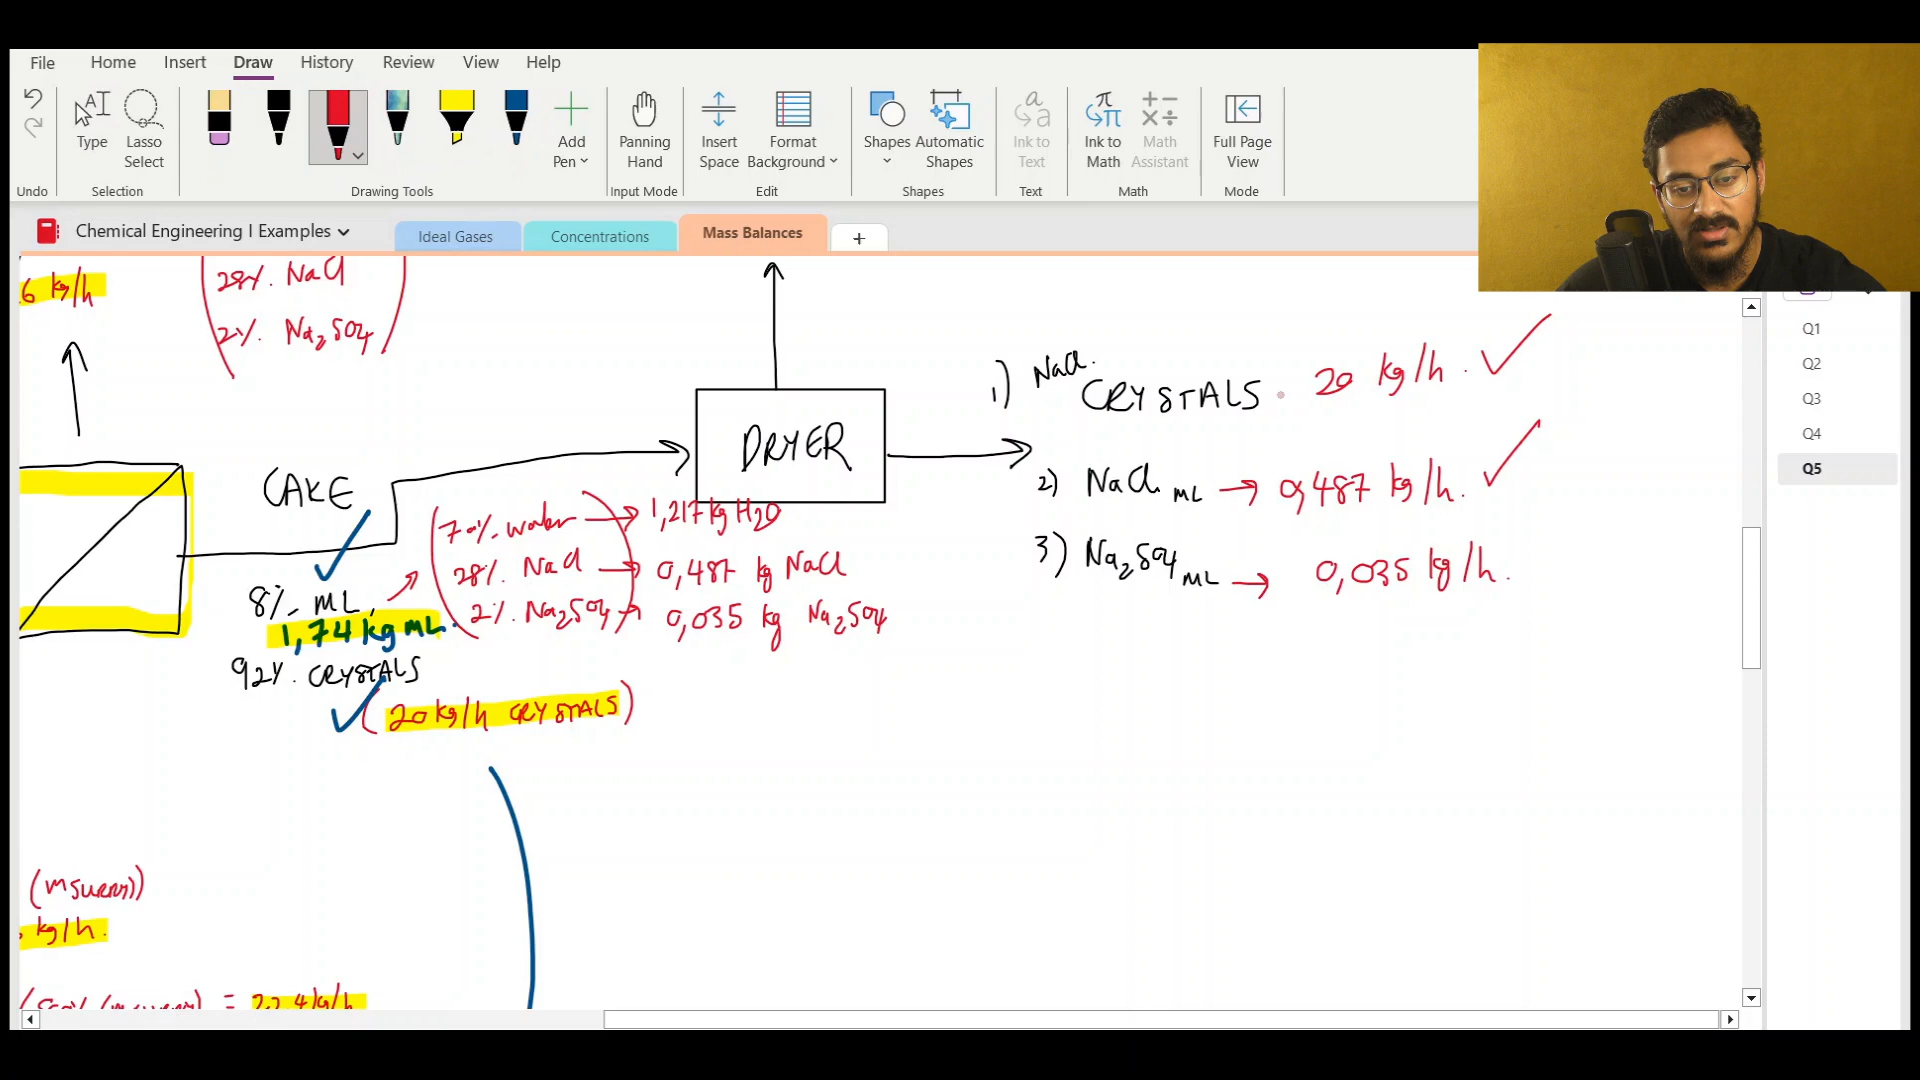 File Home Insert Draw History Review View Help
Type
Lasso Select
Add Pen
Panning Hand
Insert Space
Format Background
Shapes
Automatic Shapes
Ink to Text
Ink to Math
Math Assistant
Full Page View
Undo Selection Drawing Tools Input Mode Edit Shapes Text Math Mode
Chemical Engineering I Examples
Ideal Gases
Concentrations
Mass Balances
+
Q1
Q2
Q3
Q4
Q5
6 kg/h
28%. NaCl
2%. Na2SO4
CAKE
DRYER
8%. ML
1,74 kg ML.
92%. CRYSTALS
(20 kg/h CRYSTALS)
70%. water → 1,217 kg H2O
28%. NaCl → 0,487 kg NaCl
2%. Na2SO4 → 0,035 kg Na2SO4
1) NaCl. CRYSTALS. 20 kg/h. ✓
2) NaCl ML → 0,487 kg/h. ✓
3) Na2SO4 ML → 0,035 kg/h.
kg/h.
= 22,4 kg/h